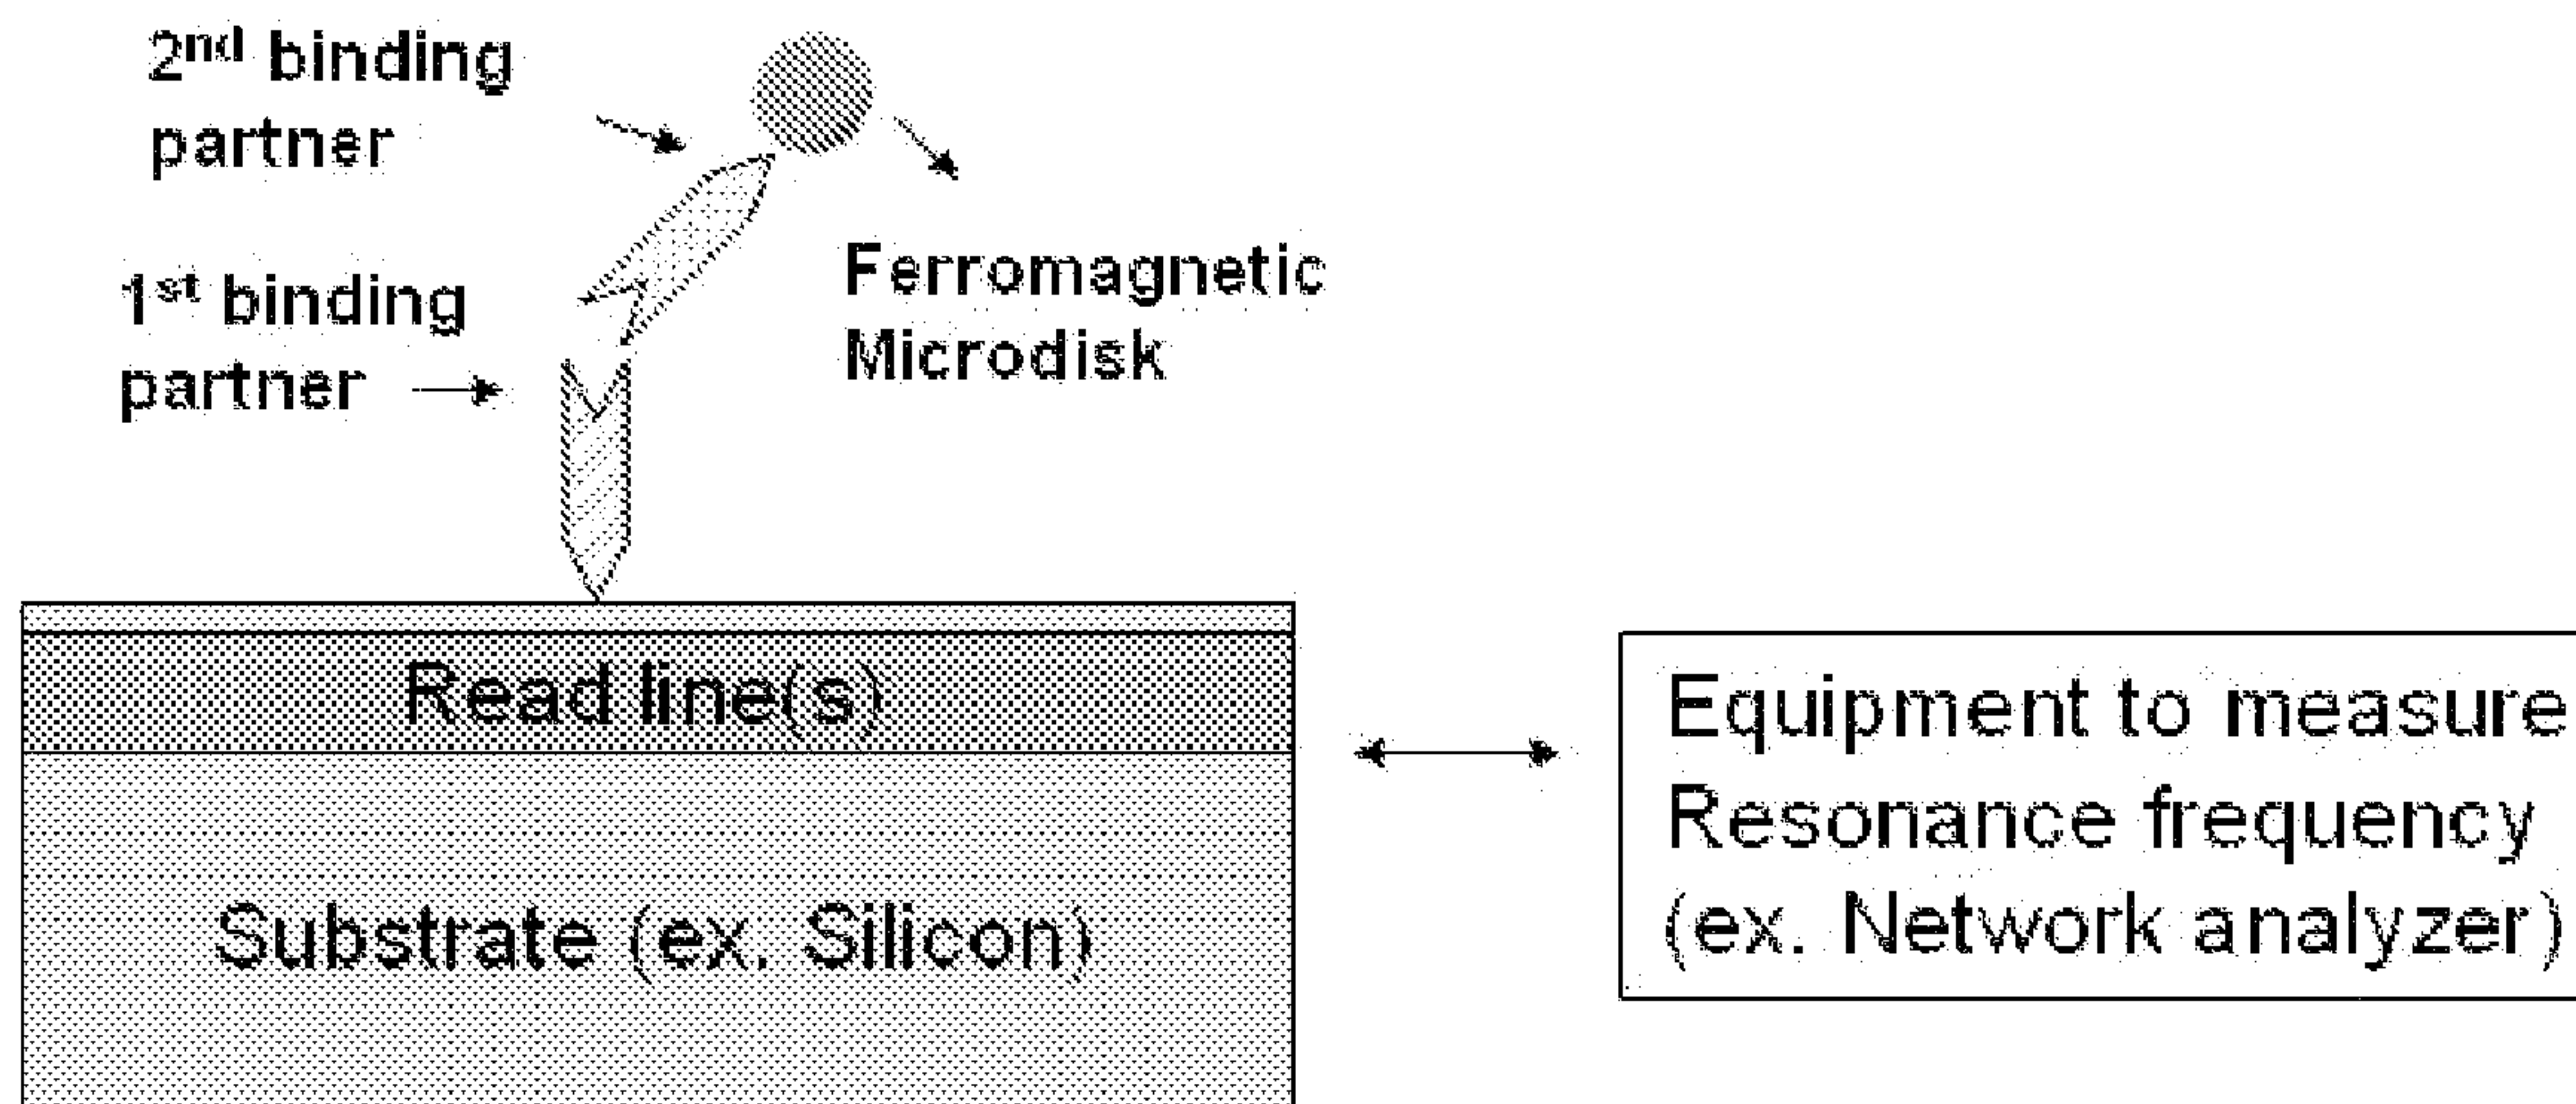 2nd binding
partner
1st binding
partner
Ferromagnetic
Microdisk
Read line(s)
Substrate (ex. Silicon)
Equipment to measure
Resonance frequency
(ex. Network analyzer)